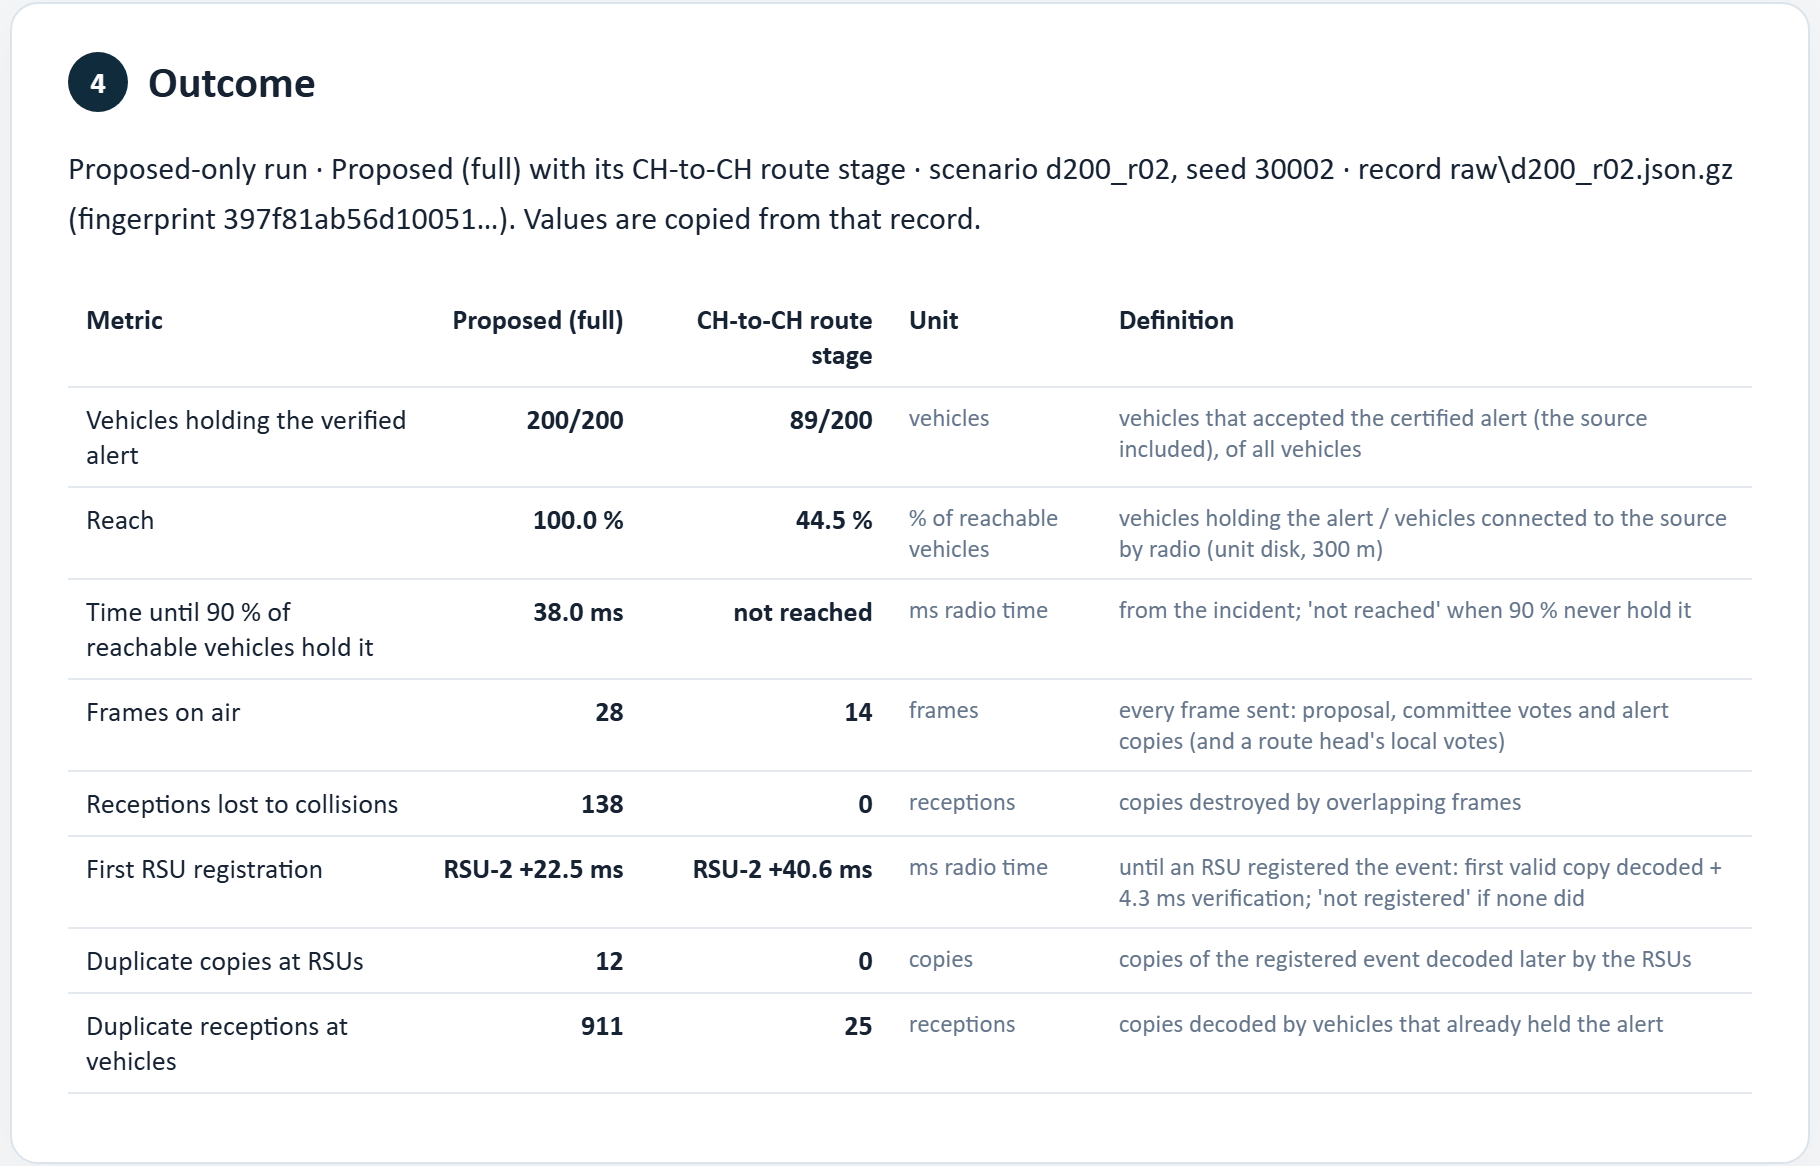 4 Outcome
Proposed-only run · Proposed (full) with its CH-to-CH route stage · scenario d200_r02, seed 30002 · record raw\d200_r02.json.gz
(fingerprint 397f81ab56d10051…). Values are copied from that record.
Metric Proposed (full) CH-to-CH route Unit Definition
stage
Vehicles holding the verified 200/200 89/200 vehicles vehicles that accepted the certified alert (the source
alert included), of all vehicles
Reach 100.0 % 44.5 % % of reachable vehicles holding the alert / vehicles connected to the source
vehicles by radio (unit disk, 300 m)
Time until 90 % of 38.0 ms not reached ms radio time from the incident; 'not reached' when 90 % never hold it
reachable vehicles hold it
Frames on air 28 14 frames every frame sent: proposal, committee votes and alert
copies (and a route head's local votes)
Receptions lost to collisions 138 0 receptions copies destroyed by overlapping frames
First RSU registration RSU-2 +22.5 ms RSU-2 +40.6 ms ms radio time until an RSU registered the event: first valid copy decoded +
4.3 ms verification; 'not registered' if none did
Duplicate copies at RSUs 12 0 copies copies of the registered event decoded later by the RSUs
Duplicate receptions at 911 25 receptions copies decoded by vehicles that already held the alert
vehicles